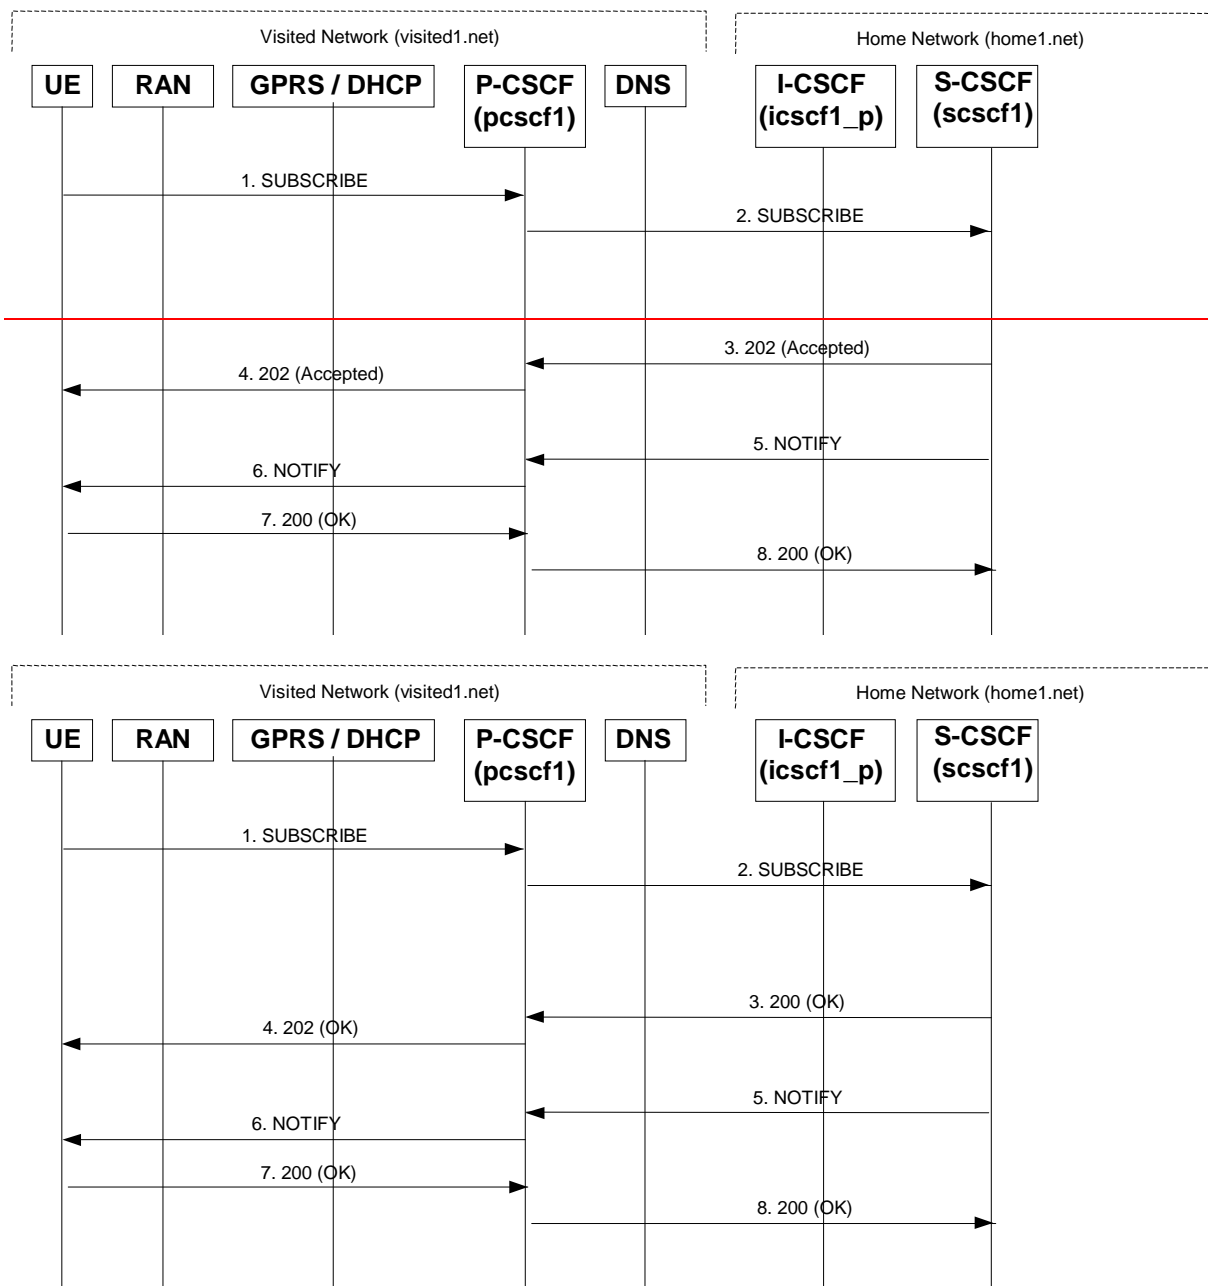 Visited Network (visited1.net)
Home Network (home1.net)
UE
RAN
GPRS / DHCP
P-CSCF
(pcscf1)
DNS
I-CSCF
(icscf1_p)
S-CSCF
(scscf1)
1. SUBSCRIBE
2. SUBSCRIBE
3. 202 (Accepted)
4. 202 (Accepted)
5. NOTIFY
6. NOTIFY
7. 200 (OK)
8. 200 (OK)
Visited Network (visited1.net)
Home Network (home1.net)
UE
RAN
GPRS / DHCP
P-CSCF
(pcscf1)
DNS
I-CSCF
(icscf1_p)
S-CSCF
(scscf1)
1. SUBSCRIBE
2. SUBSCRIBE
3. 200 (OK)
4. 202 (OK)
5. NOTIFY
6. NOTIFY
7. 200 (OK)
8. 200 (OK)